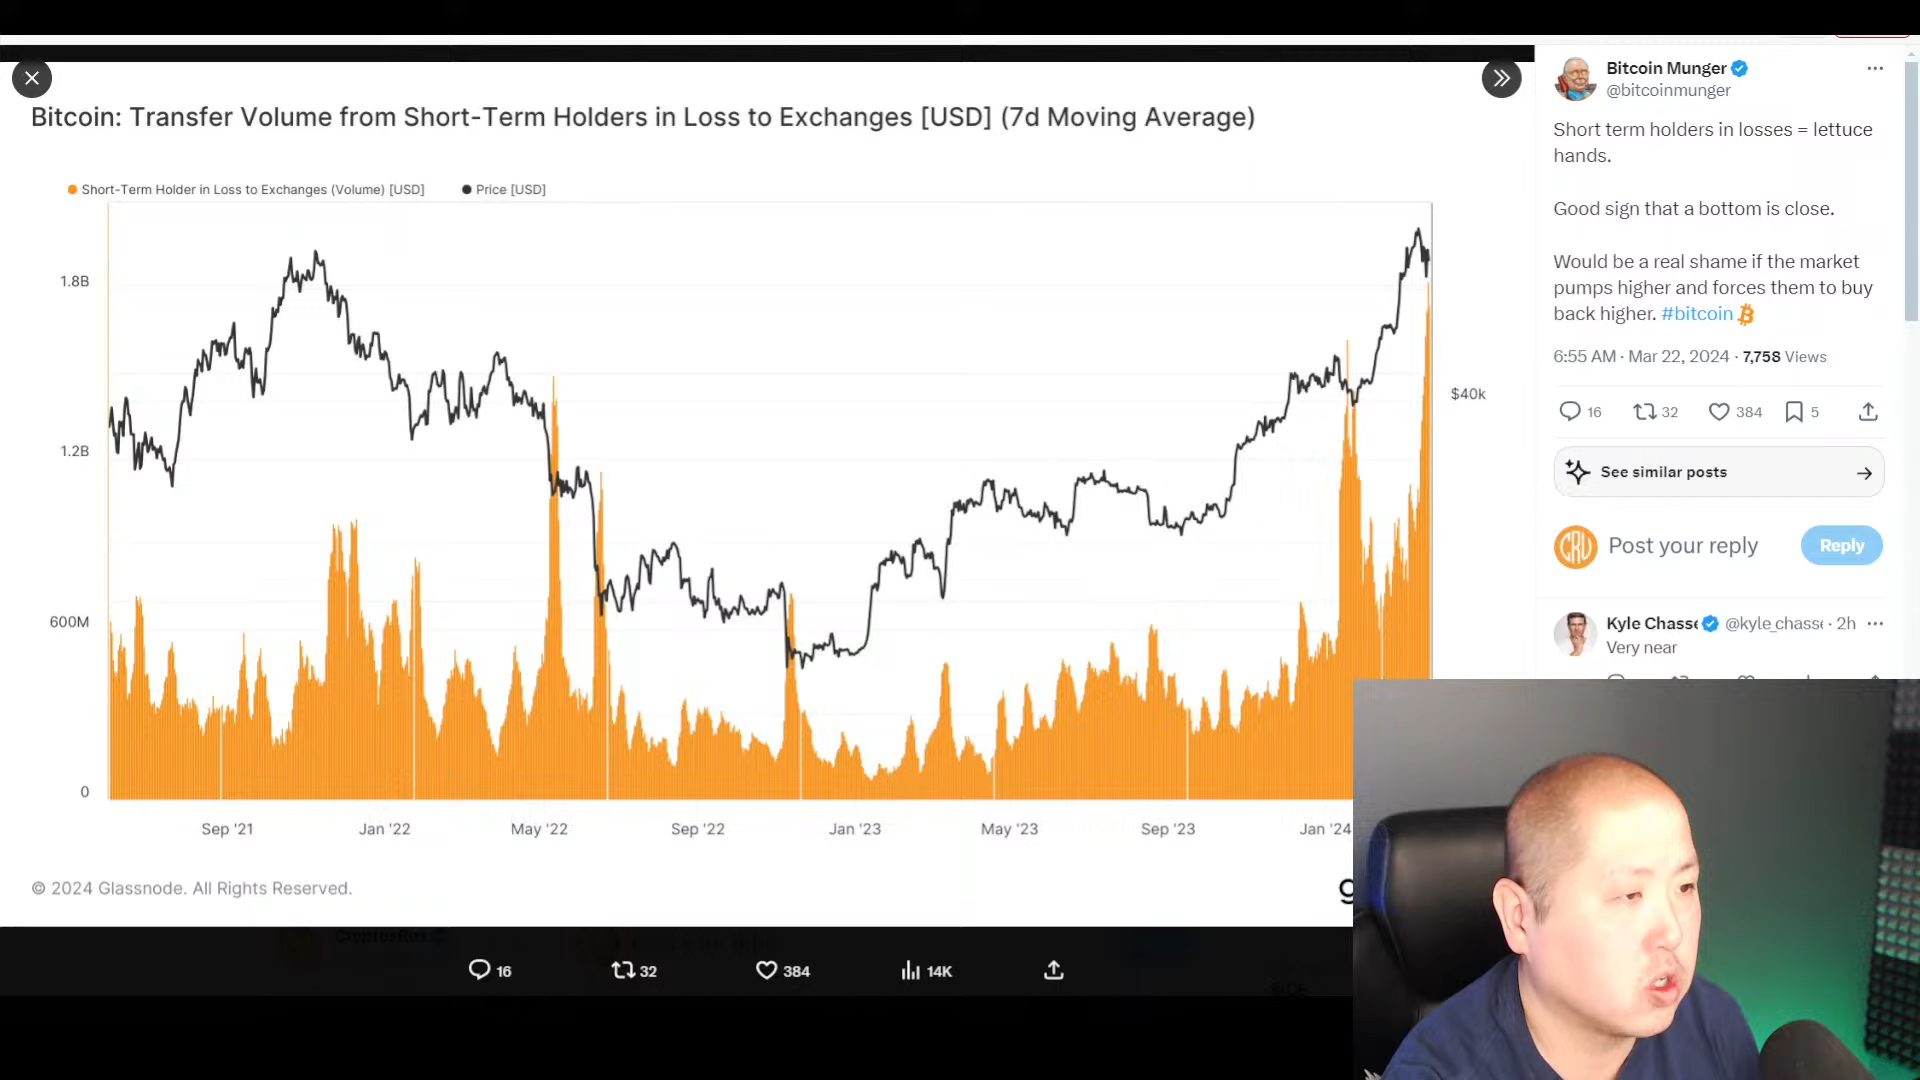 Bitcoin: Transfer Volume from Short-Term Holders in Loss to Exchanges [USD] (7d Moving Average)
Short-Term Holder in Loss to Exchanges (Volume) [USD]
Price [USD]
1.8B
1.2B
600M
0
$40k
Sep '21
Jan '22
May '22
Sep '22
Jan '23
May '23
Sep '23
Jan '24
© 2024 Glassnode. All Rights Reserved.
16
32
384
14K
Bitcoin Munger
@bitcoinmunger
Short term holders in losses = lettuce
hands.
Good sign that a bottom is close.
Would be a real shame if the market
pumps higher and forces them to buy
back higher. #bitcoin
6:55 AM · Mar 22, 2024 · 7,758 Views
16
32
384
5
See similar posts
CRU
Post your reply
Reply
Kyle Chass @kyle_chass · 2h
Very near